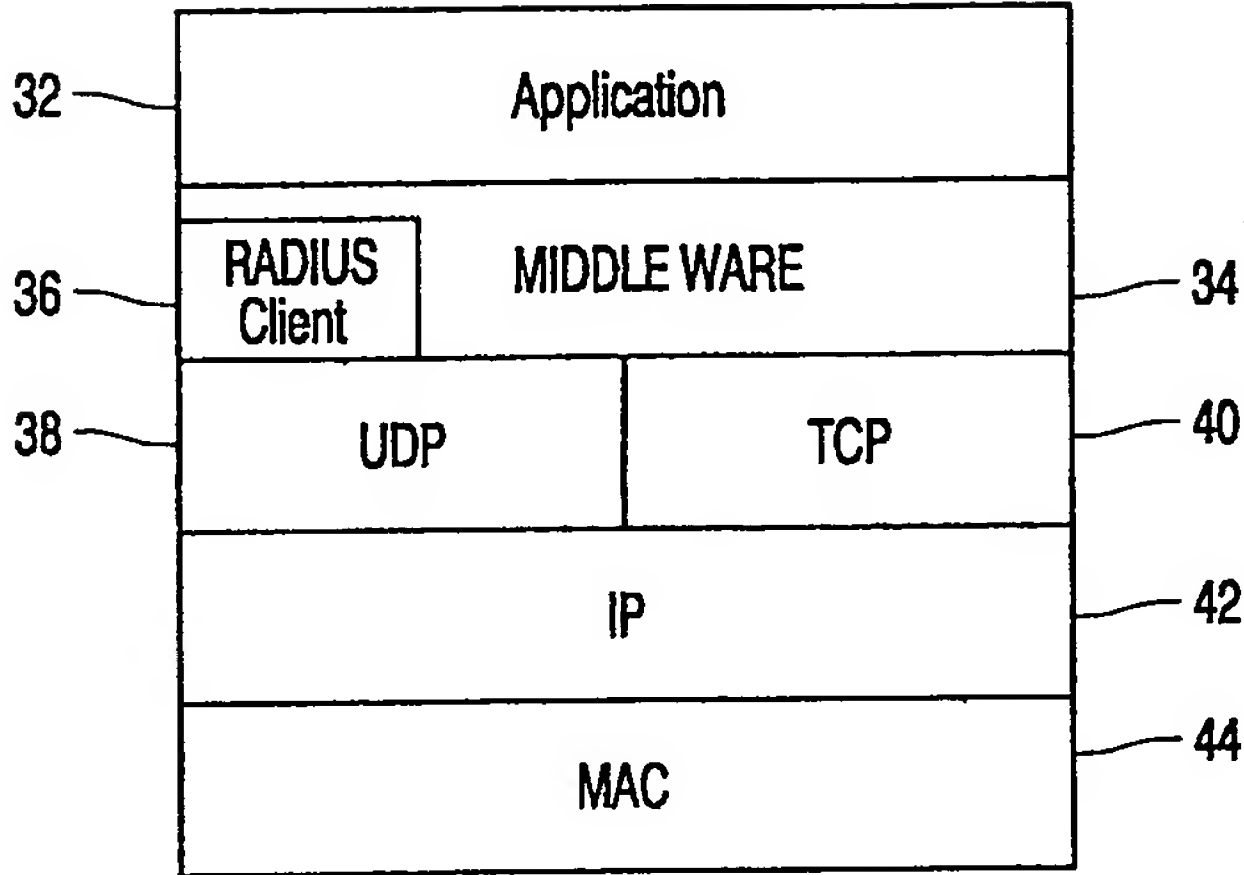 32
Application
36
RADIUS
Client
MIDDLE WARE
34
38
UDP
TCP
40
IP
42
MAC
44